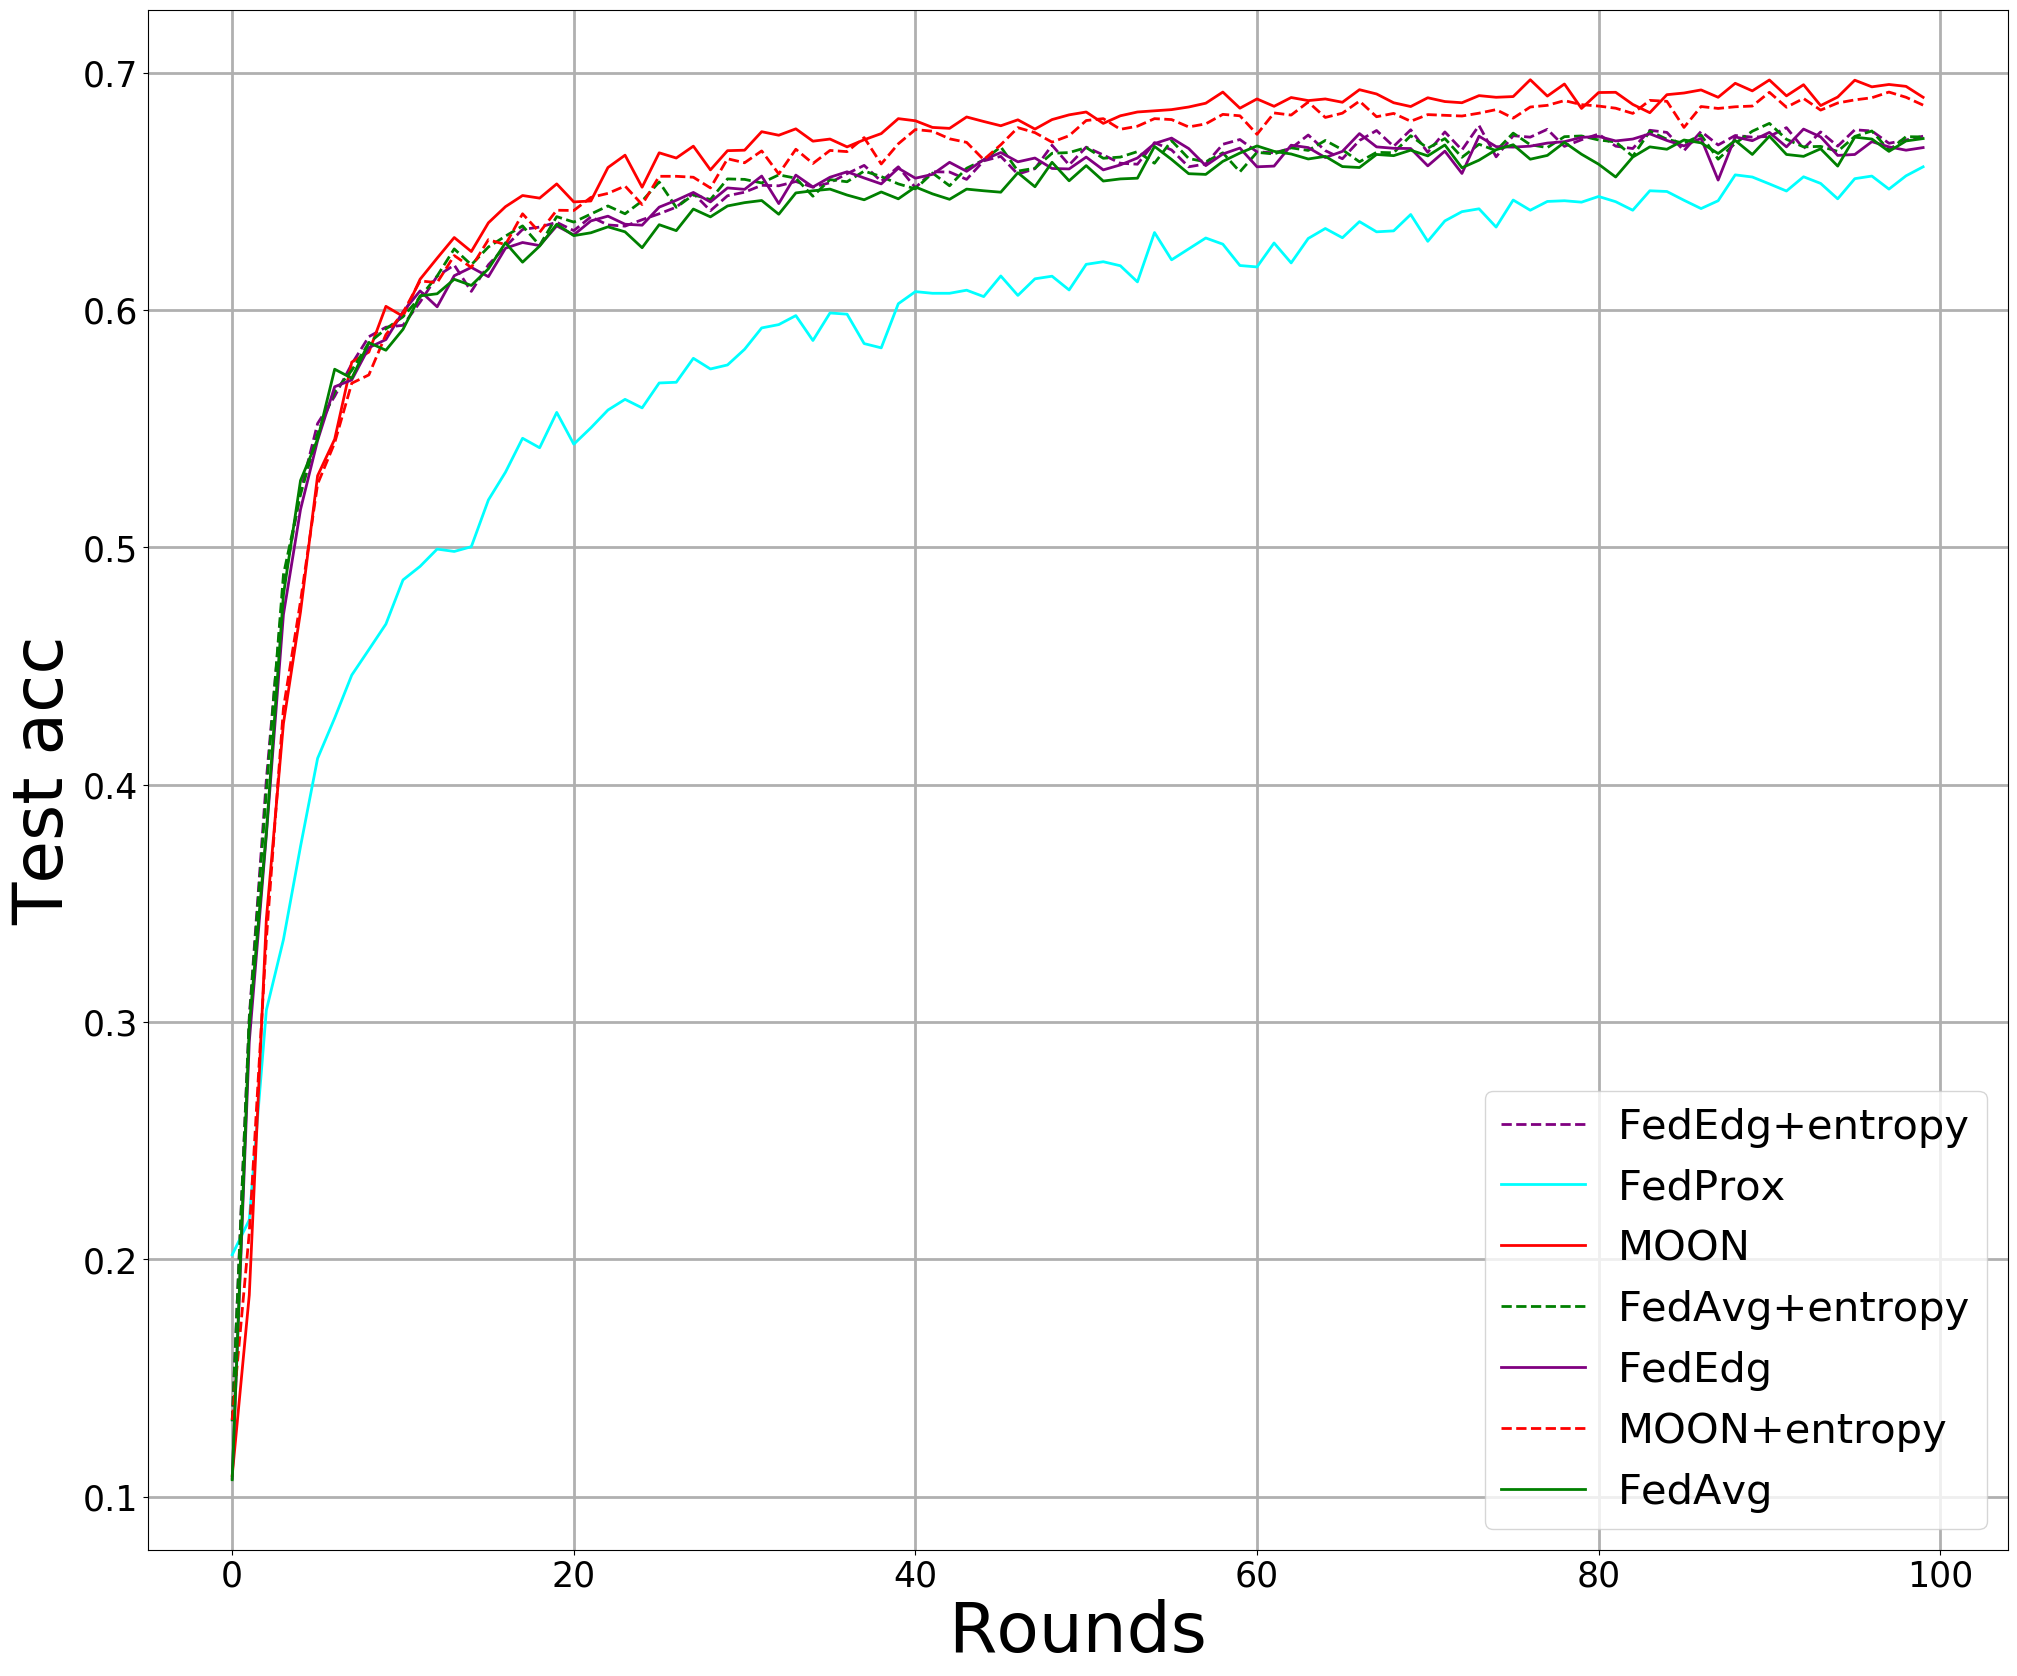 0.7
0.6
0.5
0.4
0.3
0.2
0.1
Test acc
0 20 40 60 80 100
Rounds
FedEdg+entropy
FedProx
MOON
FedAvg+entropy
FedEdg
MOON+entropy
FedAvg